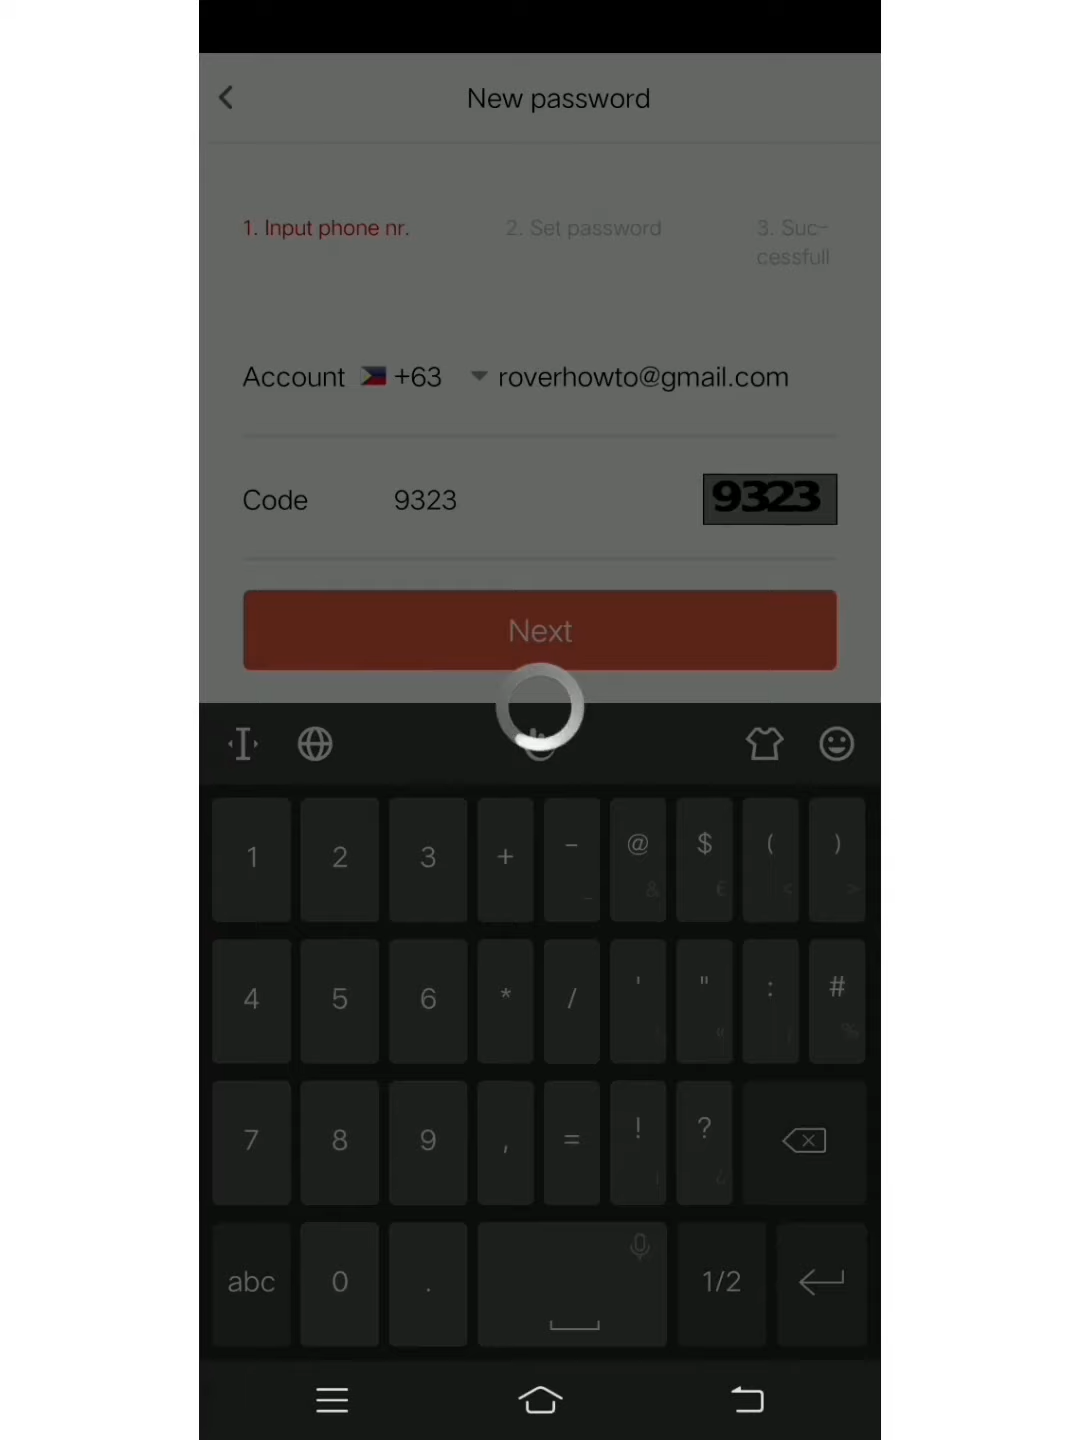 New password
1. Input phone nr.
2. Set password
3. Suc-
cessfull
Account +63 roverhowto@gmail.com
Code 9323 9323
Next
1 2 3 + - @ $ ( )
_ & € < >
4 5 6 * / ' " : #
; ‰
7 8 9 , = ! ?
¡ ¿
abc 0 . 1/2